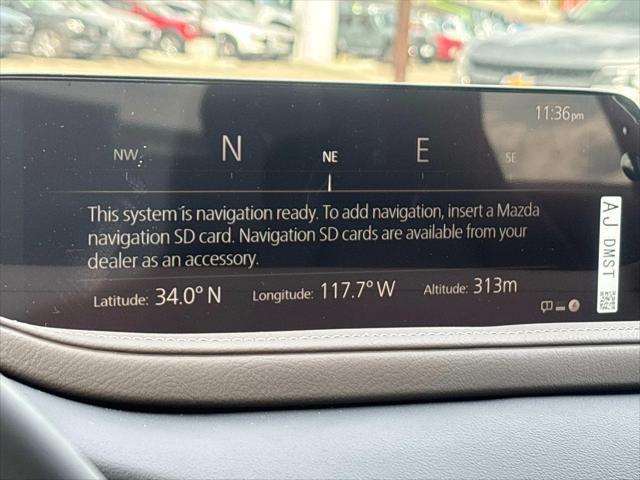 11:36pm
NW N NE E SE
This system is navigation ready. To add navigation, insert a Mazda
navigation SD card. Navigation SD cards are available from your
dealer as an accessory.
Latitude: 34.0° N Longitude: 117.7° W Altitude: 313m
AJ DMST